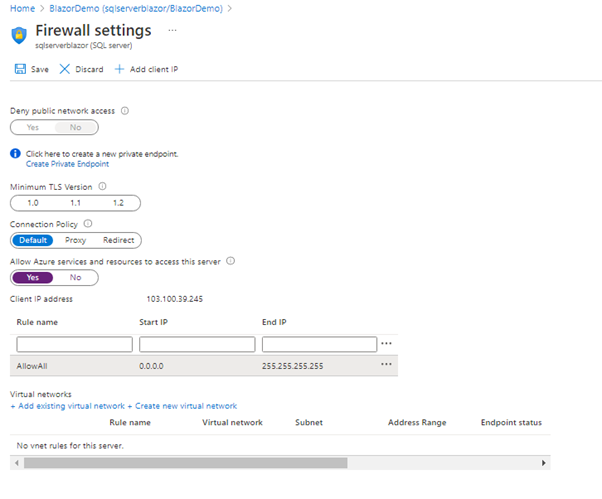 Home > BlazorDemo (sqlserverblazor/BlazorDemo) >
Firewall settings ...
sqlserverblazor (SQL server)
Save Discard + Add client IP
Deny public network access
Yes No
Click here to create a new private endpoint.
Create Private Endpoint
Minimum TLS Version
1.0 1.1 1.2
Connection Policy
Default Proxy Redirect
Allow Azure services and resources to access this server
Yes No
Client IP address 103.100.39.245
Rule name Start IP End IP
...
AllowAll 0.0.0.0 255.255.255.255 ...
Virtual networks
+ Add existing virtual network + Create new virtual network
Rule name Virtual network Subnet Address Range Endpoint status
No vnet rules for this server.